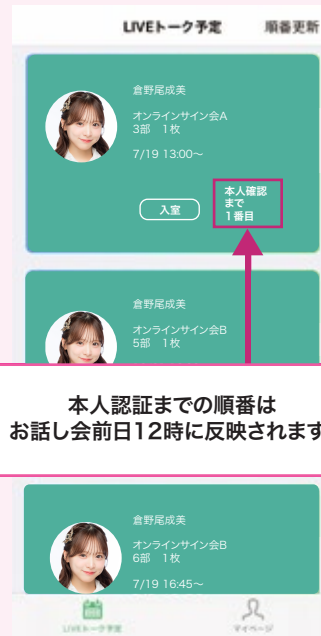 LIVEトーク予定
順番更新
倉野尾成美
オンラインサイン会A
3部　1枚
7/19 13:00～
入室
本人確認
まで
1番目
倉野尾成美
オンラインサイン会B
5部　1枚
本人認証までの順番は
お話し会前日12時に反映されます
倉野尾成美
オンラインサイン会B
6部　1枚
7/19 16:45～
LIVEトーク予定
マイページ